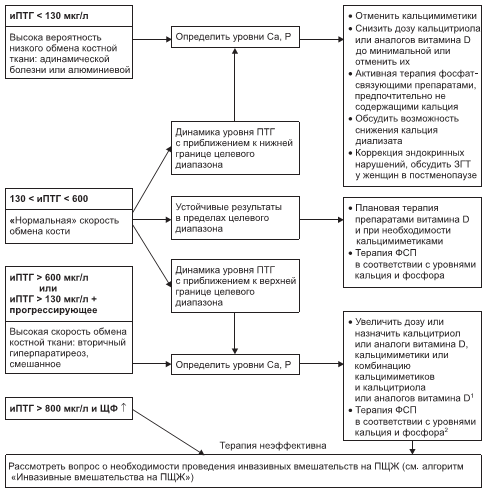 иПТГ < 130 мкг/л
Высокая вероятность
низкого обмена костной
ткани: адинамической
болезни или алюминиевой
Определить уровни Ca, P
• Отменить кальцимиметики
• Снизить дозу кальцитриола
или аналогов витамина D
до минимальной или
отменить их
• Активная терапия фосфат-
связующими препаратами,
предпочтительно не
содержащими кальция
• Обсудить возможность
снижения кальция
диализата
• Коррекция эндокринных
нарушений, обсудить ЗГТ
у женщин в постменопаузе
Динамика уровня ПТГ
с приближением к нижней
границе целевого
диапазона
130 < иПТГ < 600
«Нормальная» скорость
обмена кости
Устойчивые результаты
в пределах целевого
диапазона
• Плановая терапия
препаратами витамина D
и при необходимости
кальцимиметиками
• Терапия ФСП
в соответствии с уровнями
кальция и фосфора
Динамика уровня ПТГ
с приближением к верхней
границе целевого
диапазона
иПТГ > 600 мкг/л
или
иПТГ > 130 мкг/л +
прогрессирующее
Высокая скорость обмена
костной ткани: вторичный
гиперпаратиреоз,
смешанное
Определить уровни Ca, P
• Увеличить дозу или
назначить кальцитриол
или аналоги витамина D,
кальцимиметики или
комбинацию
кальцимиметиков
и кальцитриола
или аналогов витамина D¹
• Терапия ФСП
в соответствии с уровнями
кальция и фосфора²
иПТГ > 800 мкг/л и ЩФ ↑
Терапия неэффективна
Рассмотреть вопрос о необходимости проведения инвазивных вмешательств на ПЩЖ (см. алгоритм
«Инвазивные вмешательства на ПЩЖ»)